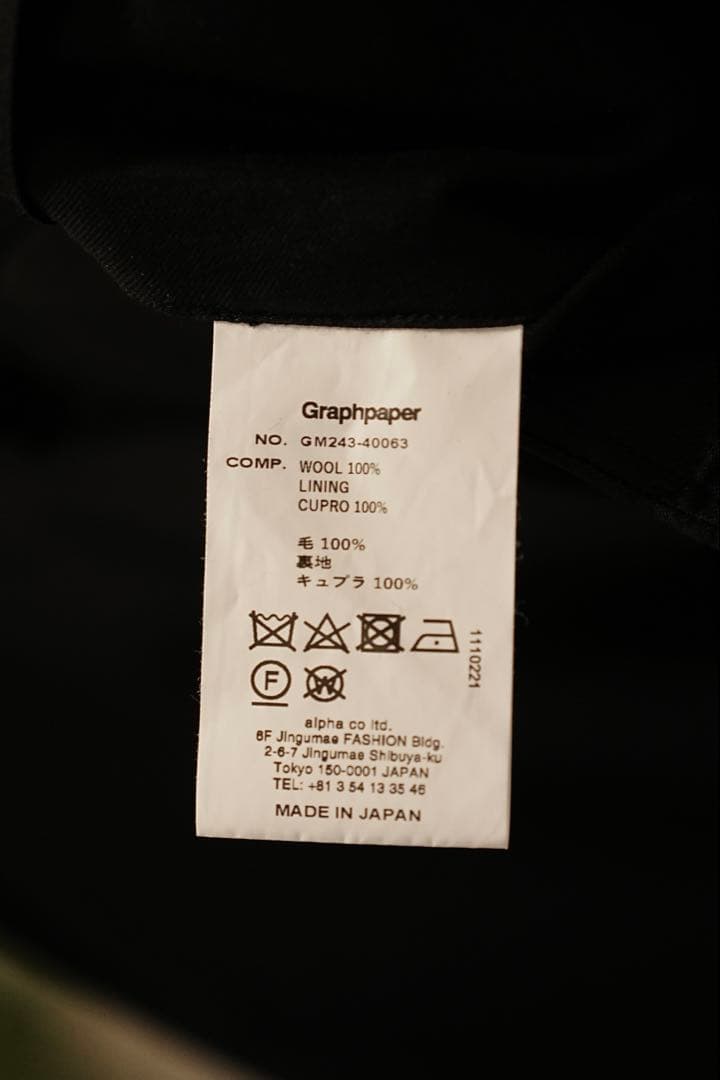 Graphpaper
NO. GM243-40063
COMP. WOOL 100%
LINING
CUPRO 100%
毛 100%
裏地
キュプラ 100%
1110221
F W
alpha co ltd.
6F Jingumae FASHION Bldg.
2-6-7 Jingumae Shibuya-ku
Tokyo 150-0001 JAPAN
TEL: +81 3 54 13 35 46
MADE IN JAPAN